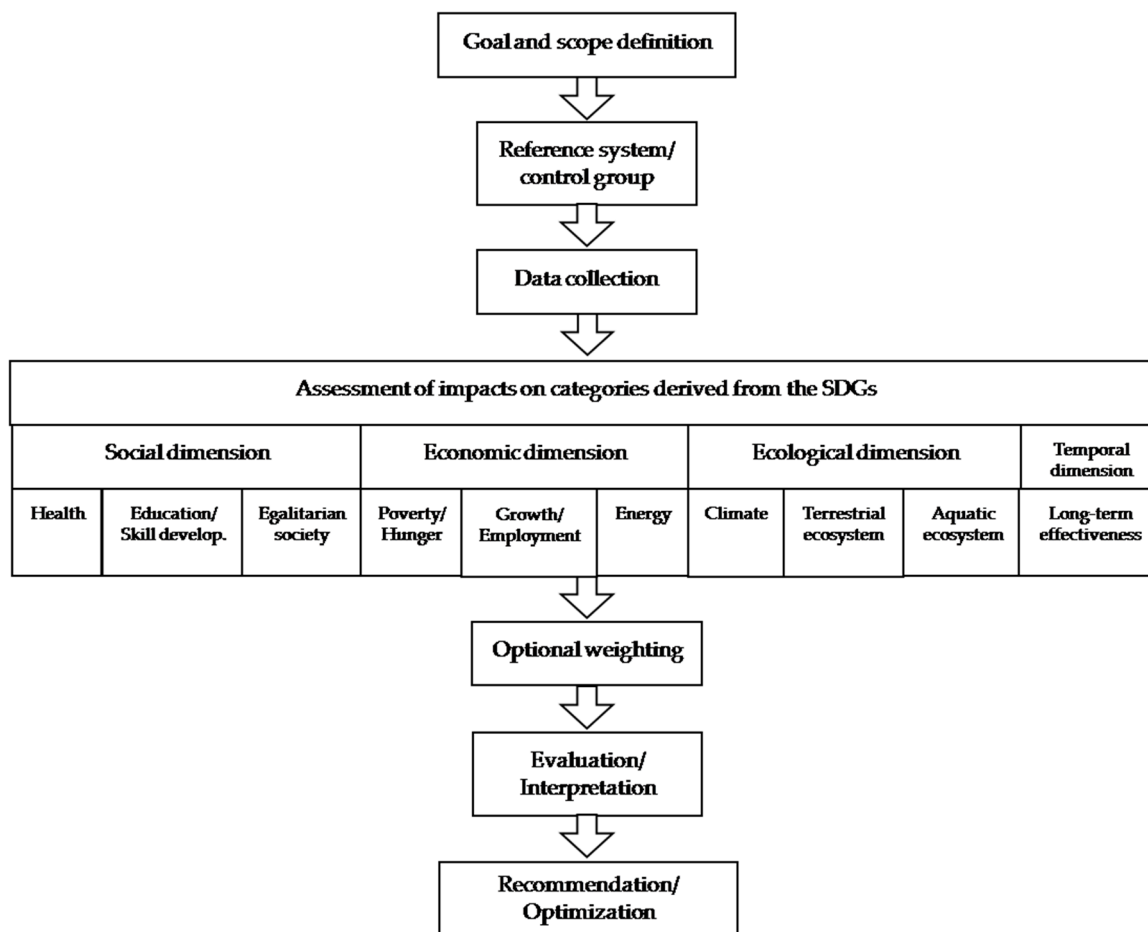 Goal and scope definition
Reference system/
control group
Data collection
Assessment of impacts on categories derived from the SDGs
Social dimension
Economic dimension
Ecological dimension
Temporal
dimension
Health
Education/
Skill develop.
Egalitarian
society
Poverty/
Hunger
Growth/
Employment
Energy
Climate
Terrestrial
ecosystem
Aquatic
ecosystem
Long-term
effectiveness
Optional weighting
Evaluation/
Interpretation
Recommendation/
Optimization